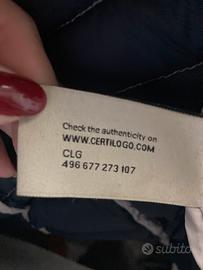 Check the authenticity on
WWW.CERTILOGO.COM
CLG
496 677 273 107
subito